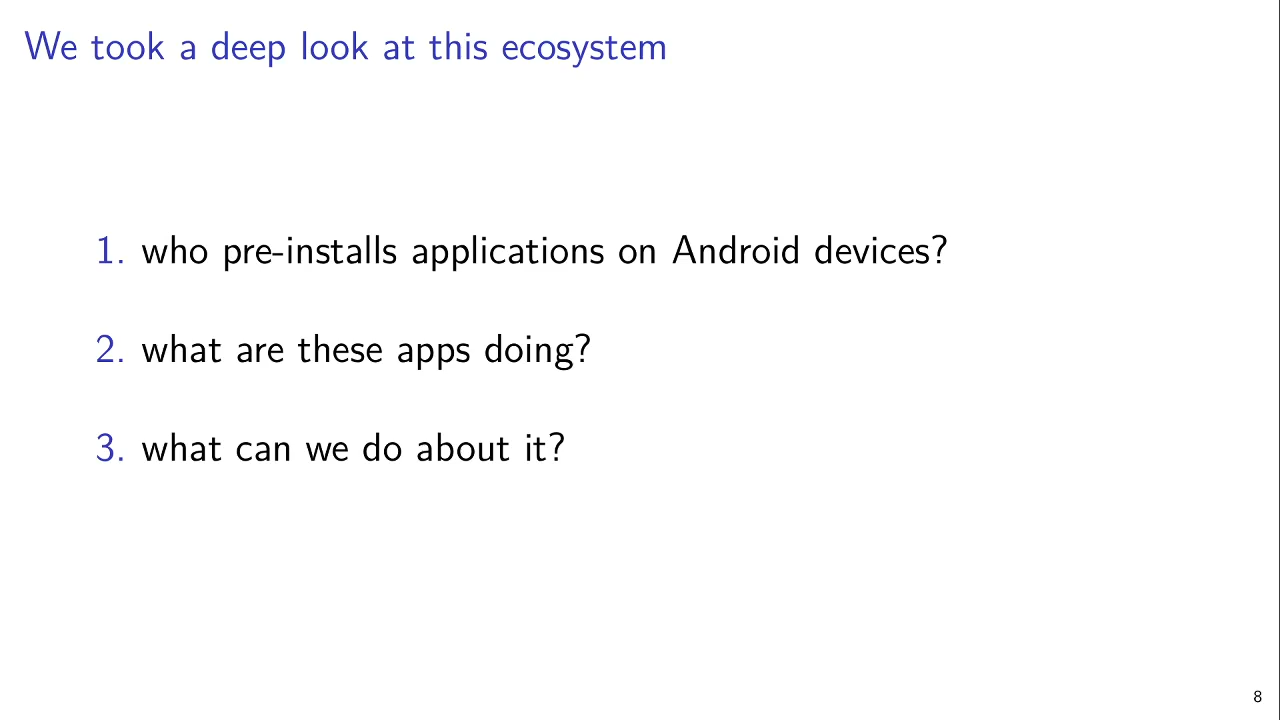 We took a deep look at this ecosystem
1. who pre-installs applications on Android devices?
2. what are these apps doing?
3. what can we do about it?
8